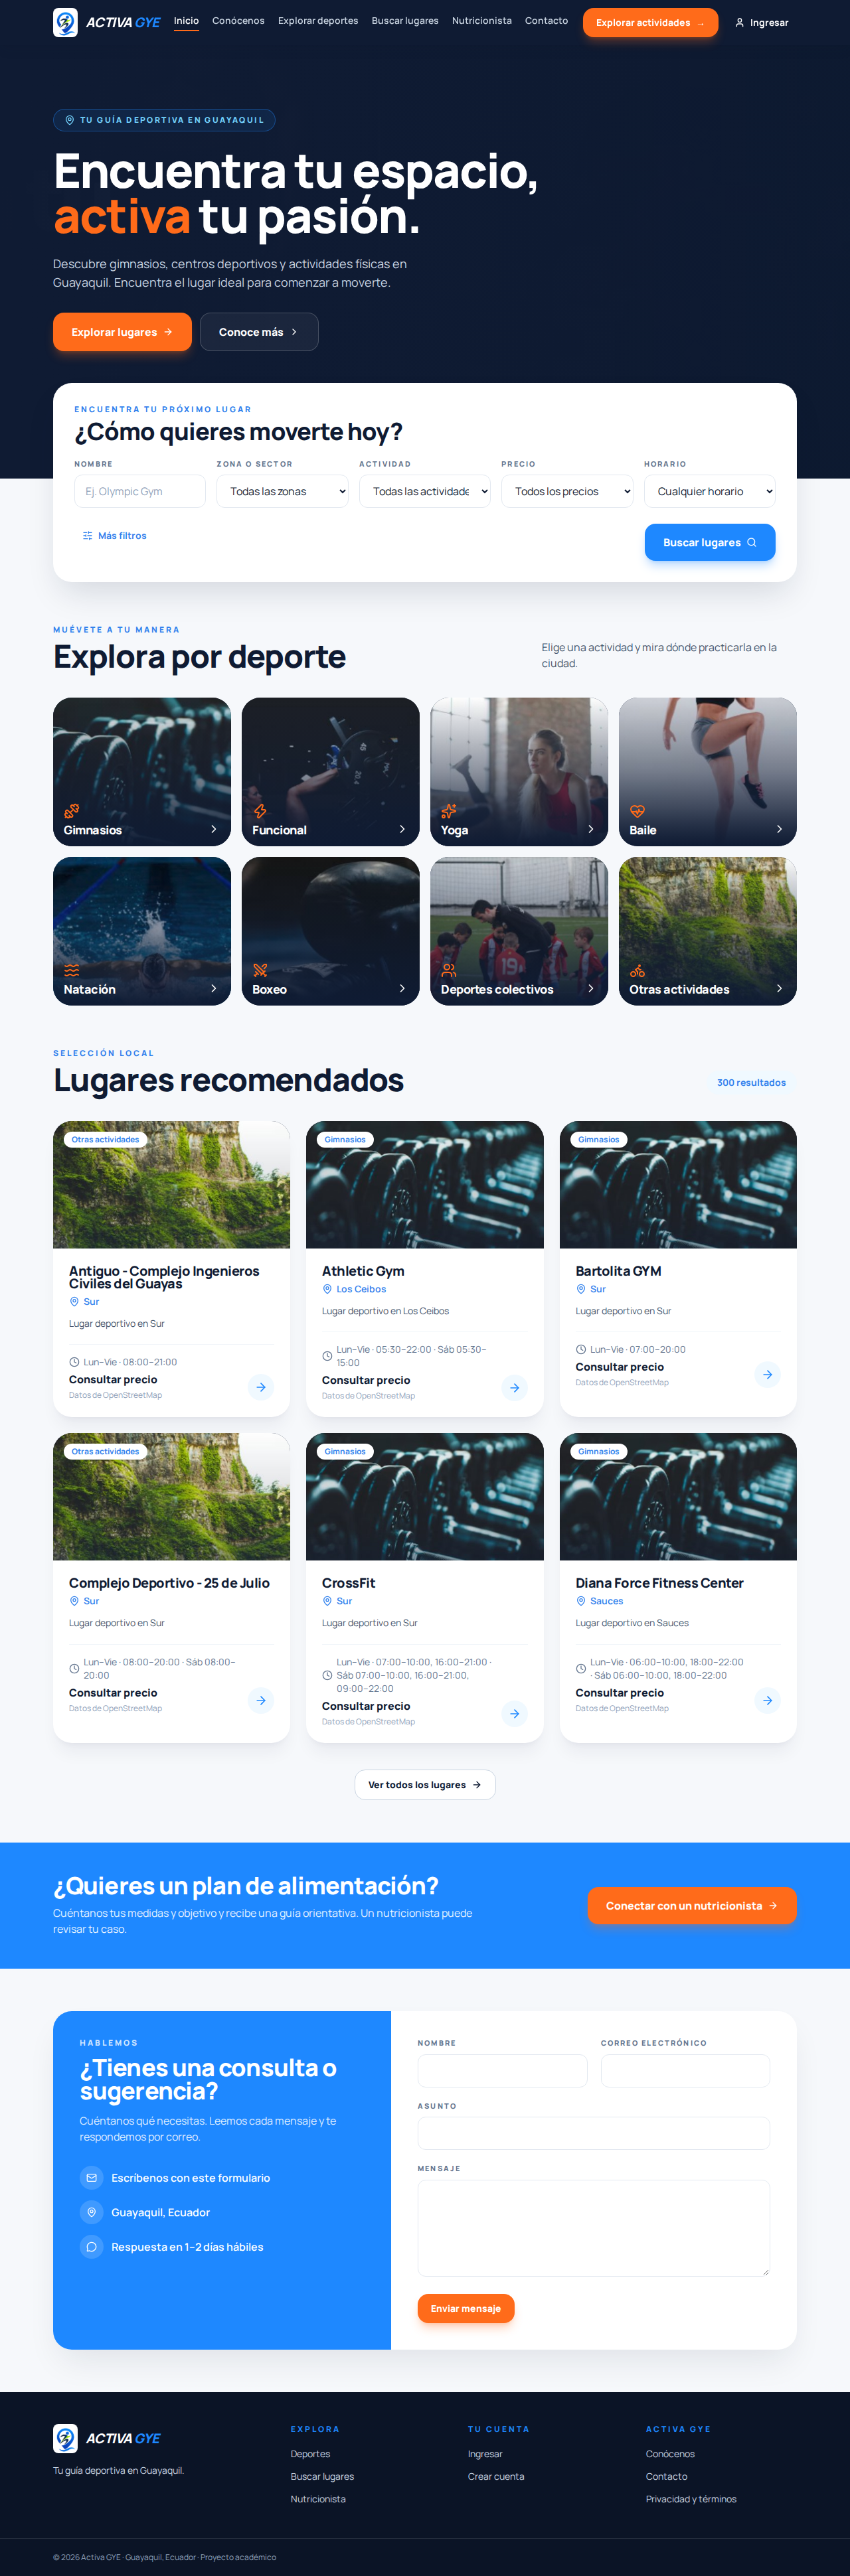 ACTIVA GYE
Inicio
Conócenos
Explorar deportes
Buscar lugares
Nutricionista
Contacto
Explorar actividades →
Ingresar
TU GUÍA DEPORTIVA EN GUAYAQUIL
Encuentra tu espacio,
activa tu pasión.
Descubre gimnasios, centros deportivos y actividades físicas en
Guayaquil. Encuentra el lugar ideal para comenzar a moverte.
Explorar lugares
Conoce más
ENCUENTRA TU PRÓXIMO LUGAR
¿Cómo quieres moverte hoy?
NOMBRE
ZONA O SECTOR
ACTIVIDAD
PRECIO
HORARIO
Ej. Olympic Gym
Todas las zonas
Todas las actividade
Todos los precios
Cualquier horario
Más filtros
Buscar lugares
MUÉVETE A TU MANERA
Explora por deporte
Elige una actividad y mira dónde practicarla en la
ciudad.
Gimnasios
Funcional
Yoga
Baile
Natación
Boxeo
19
Deportes colectivos
Otras actividades
SELECCIÓN LOCAL
Lugares recomendados
300 resultados
Otras actividades
Antiguo - Complejo Ingenieros
Civiles del Guayas
Sur
Lugar deportivo en Sur
Lun–Vie · 08:00–21:00
Consultar precio
Datos de OpenStreetMap
Gimnasios
Athletic Gym
Los Ceibos
Lugar deportivo en Los Ceibos
Lun–Vie · 05:30–22:00 · Sáb 05:30–
15:00
Consultar precio
Datos de OpenStreetMap
Gimnasios
Bartolita GYM
Sur
Lugar deportivo en Sur
Lun–Vie · 07:00–20:00
Consultar precio
Datos de OpenStreetMap
Otras actividades
Complejo Deportivo - 25 de Julio
Sur
Lugar deportivo en Sur
Lun–Vie · 08:00–20:00 · Sáb 08:00–
20:00
Consultar precio
Datos de OpenStreetMap
Gimnasios
CrossFit
Sur
Lugar deportivo en Sur
Lun–Vie · 07:00–10:00, 16:00–21:00 ·
Sáb 07:00–10:00, 16:00–21:00,
09:00–22:00
Consultar precio
Datos de OpenStreetMap
Gimnasios
Diana Force Fitness Center
Sauces
Lugar deportivo en Sauces
Lun–Vie · 06:00–10:00, 18:00–22:00
· Sáb 06:00–10:00, 18:00–22:00
Consultar precio
Datos de OpenStreetMap
Ver todos los lugares
¿Quieres un plan de alimentación?
Cuéntanos tus medidas y objetivo y recibe una guía orientativa. Un nutricionista puede
revisar tu caso.
Conectar con un nutricionista
HABLEMOS
¿Tienes una consulta o
sugerencia?
Cuéntanos qué necesitas. Leemos cada mensaje y te
respondemos por correo.
Escríbenos con este formulario
Guayaquil, Ecuador
Respuesta en 1–2 días hábiles
NOMBRE
CORREO ELECTRÓNICO
ASUNTO
MENSAJE
Enviar mensaje
ACTIVA GYE
Tu guía deportiva en Guayaquil.
EXPLORA
Deportes
Buscar lugares
Nutricionista
TU CUENTA
Ingresar
Crear cuenta
ACTIVA GYE
Conócenos
Contacto
Privacidad y términos
© 2026 Activa GYE · Guayaquil, Ecuador · Proyecto académico